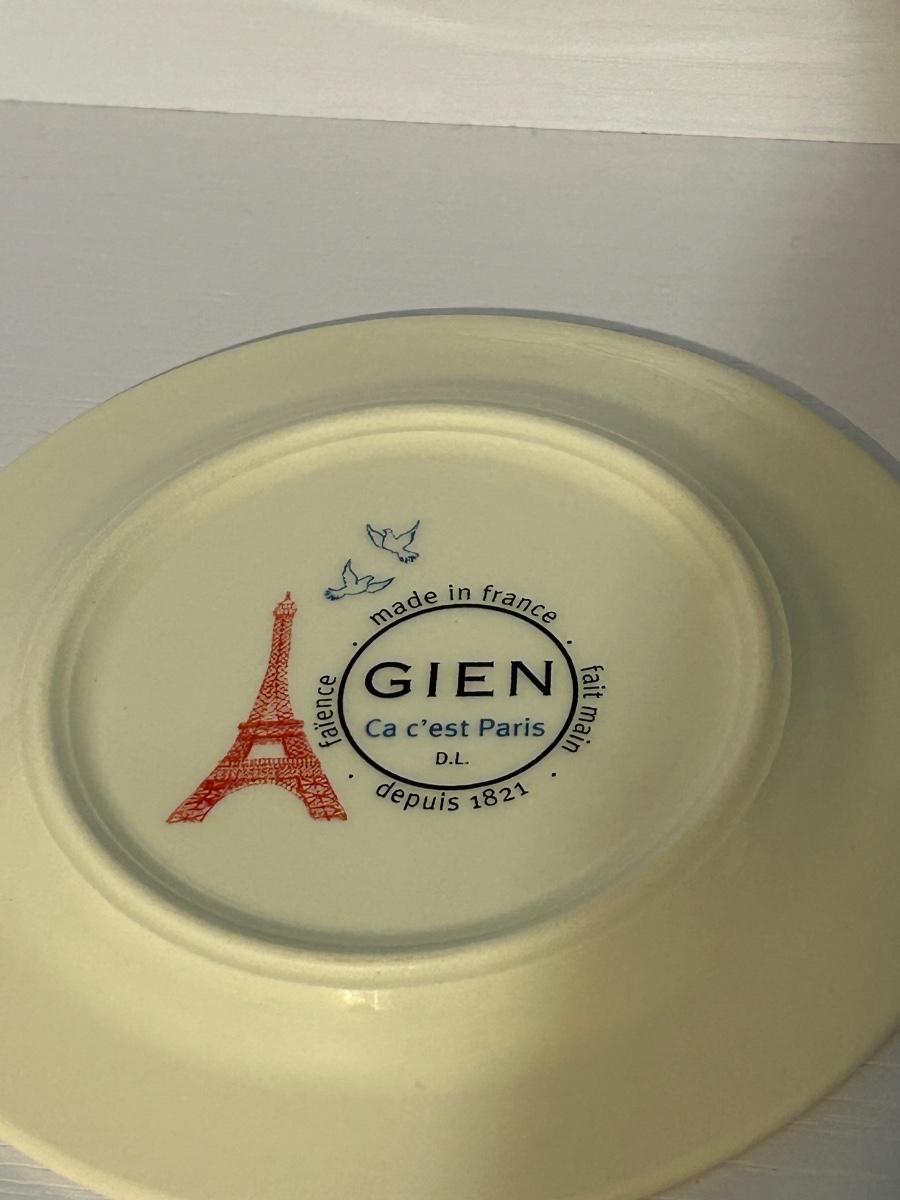 made in france
faïence
GIEN
fait main
Ca c'est Paris
D.L.
depuis 1821